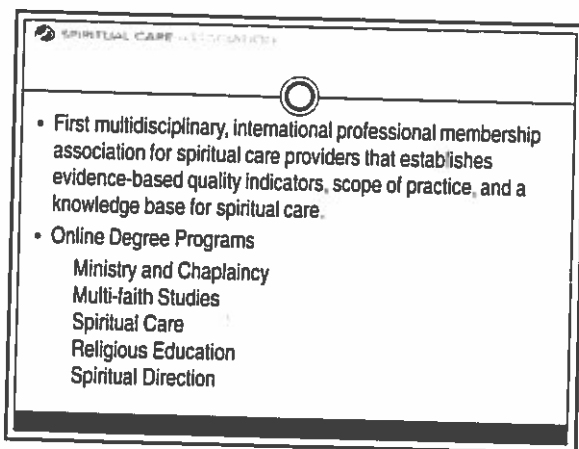 SPIRITUAL CARE ASSOCIATION
• First multidisciplinary, international professional membership
association for spiritual care providers that establishes
evidence-based quality indicators, scope of practice, and a
knowledge base for spiritual care.
• Online Degree Programs
Ministry and Chaplaincy
Multi-faith Studies
Spiritual Care
Religious Education
Spiritual Direction